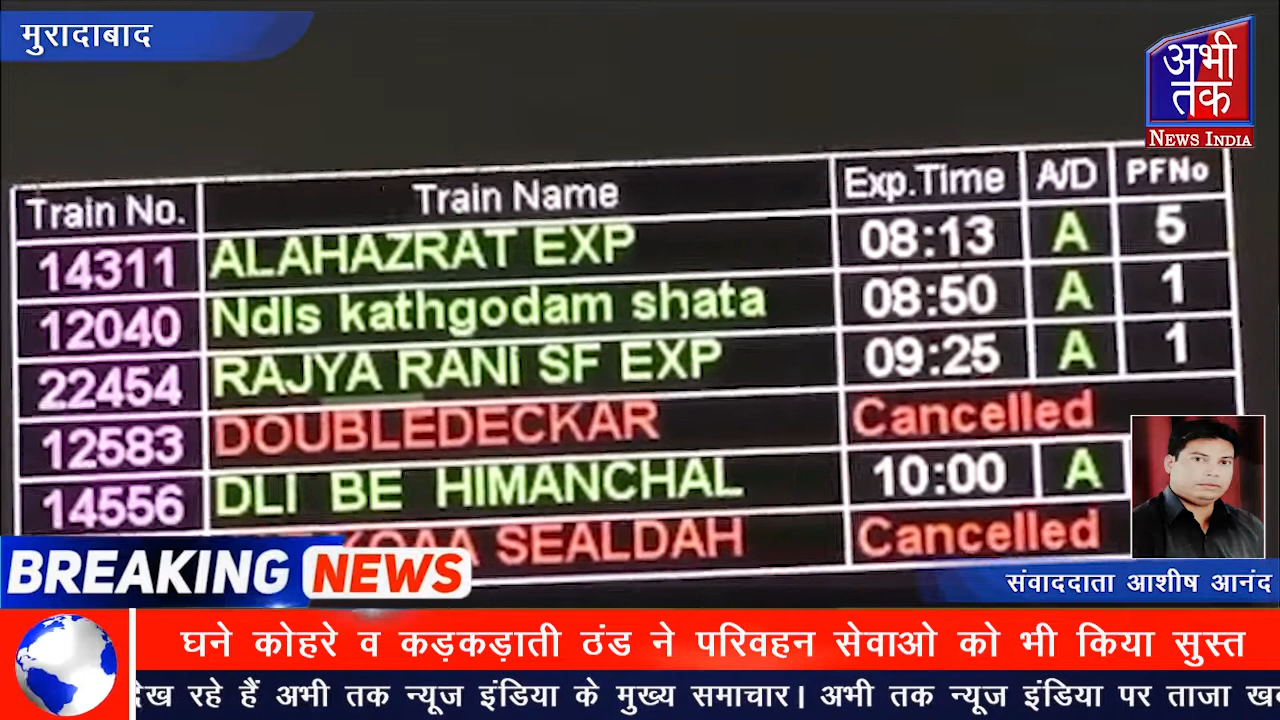 मुरादाबाद
अभी
तक
NEWS INDIA
Train No. Train Name Exp.Time A/D PFNo
14311 ALAHAZRAT EXP 08:13 A 5
12040 Ndls kathgodam shata 08:50 A 1
22454 RAJYA RANI SF EXP 09:25 A 1
12583 DOUBLEDECKAR Cancelled
14556 DLI BE HIMANCHAL 10:00 A
SEALDAH Cancelled
BREAKING NEWS
संवाददाता आशीष आनंद
घने कोहरे व कड़कड़ाती ठंड ने परिवहन सेवाओ को भी किया सुस्त
रहे हैं अभी तक न्यूज इंडिया के मुख्य समाचार। अभी तक न्यूज इंडिया पर ताजा